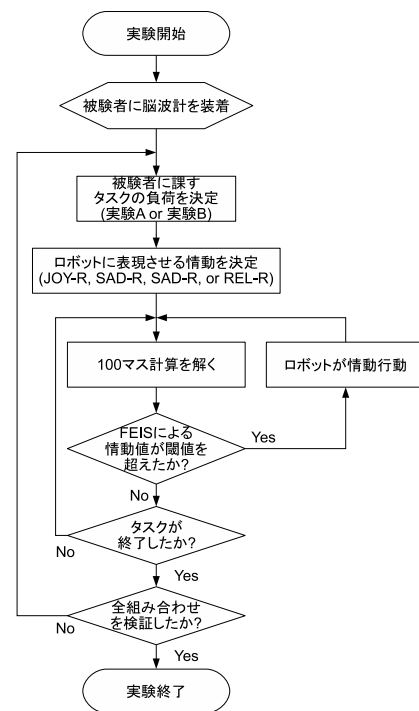 実験開始
被験者に脳波計を装着
被験者に課す
タスクの負荷を決定
(実験A or 実験B)
ロボットに表現させる情動を決定
(JOY-R, SAD-R, SAD-R, or REL-R)
100マス計算を解く
ロボットが情動行動
FEISによる
情動値が閾値を
超えたか?
Yes
No
タスクが
終了したか?
No
Yes
全組み合わせ
を検証したか?
No
Yes
実験終了